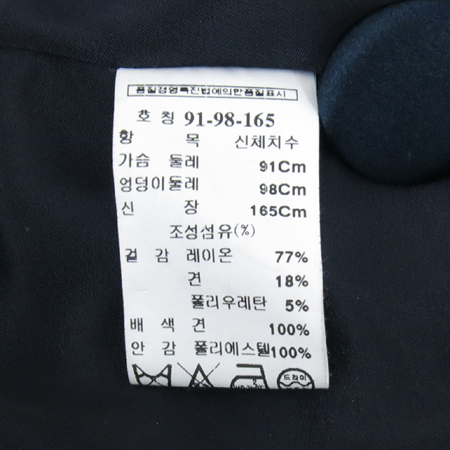 품질경영촉진법에의한품질표시
호 칭 91-98-165
항 목 신체치수
가슴 둘레 91Cm
엉덩이둘레 98Cm
신 장 165Cm
조성섬유(%)
겉 감 레이온 77%
견 18%
폴리우레탄 5%
배 색 견 100%
안 감 폴리에스텔100%
드라이